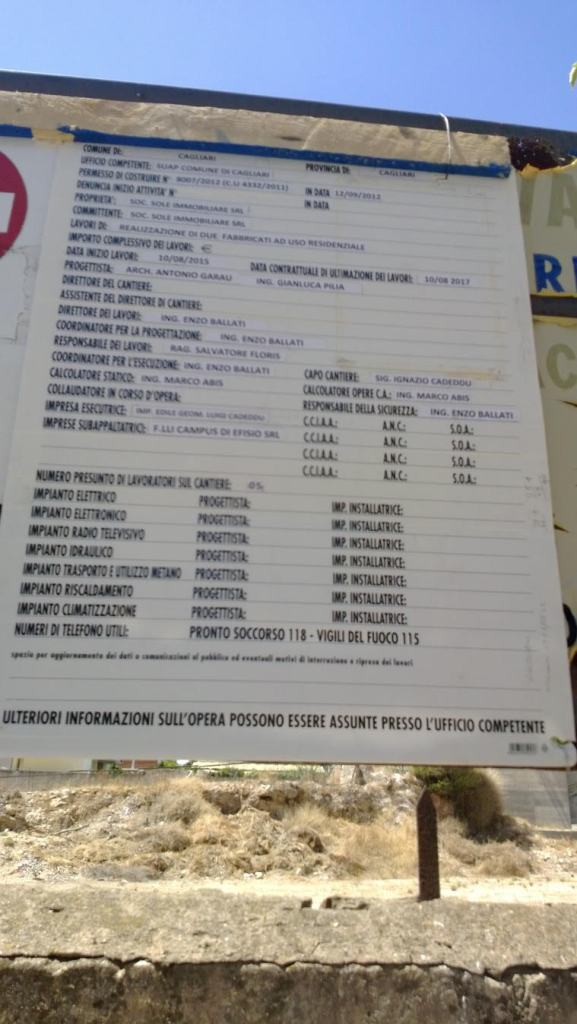 COMUNE DI: CAGLIARI
UFFICIO COMPETENTE: SUAP COMUNE DI CAGLIARI PROVINCIA DI: CAGLIARI
PERMESSO DI COSTRUIRE N° 9007/2012 (C.U 4332/2011) IN DATA 12/09/2012
DENUNCIA INIZIO ATTIVITA' N° IN DATA
PROPRIETA': SOC. SOLE IMMOBILIARE SRL
COMMITTENTE: SOC. SOLE IMMOBILIARE SRL
LAVORI DI: REALIZZAZIONE DI DUE FABBRICATI AD USO RESIDENZIALE
IMPORTO COMPLESSIVO DEI LAVORI: €
DATA INIZIO LAVORI: 10/08/2015 DATA CONTRATTUALE DI ULTIMAZIONE DEI LAVORI: 10/08 2017
PROGETTISTA: ARCH. ANTONIO GARAU ING. GIANLUCA PILIA
DIRETTORE DEL CANTIERE:
ASSISTENTE DEL DIRETTORE DI CANTIERE:
DIRETTORE DEI LAVORI: ING. ENZO BALLATI
COORDINATORE PER LA PROGETTAZIONE: ING. ENZO BALLATI
RESPONSABILE DEI LAVORI: RAG. SALVATORE FLORIS
COORDINATORE PER L'ESECUZIONE: ING. ENZO BALLATI CAPO CANTIERE: SIG. IGNAZIO CADEDDU
CALCOLATORE STATICO: ING. MARCO ABIS CALCOLATORE OPERE C.A.: ING. MARCO ABIS
COLLAUDATORE IN CORSO D'OPERA: RESPONSABILE DELLA SICUREZZA: ING. ENZO BALLATI
IMPRESA ESECUTRICE: IMP. EDILE GEOM. LUIGI CADEDDU C.C.I.A.A.: A.N.C.: S.O.A.:
IMPRESE SUBAPPALTATRICI: F.LLI CAMPUS DI EFISIO SRL C.C.I.A.A.: A.N.C.: S.O.A.:
C.C.I.A.A.: A.N.C.: S.O.A.:
C.C.I.A.A.: A.N.C.: S.O.A.:
NUMERO PRESUNTO DI LAVORATORI SUL CANTIERE: 05
IMPIANTO ELETTRICO PROGETTISTA: IMP. INSTALLATRICE:
IMPIANTO ELETTRONICO PROGETTISTA: IMP. INSTALLATRICE:
IMPIANTO RADIO TELEVISIVO PROGETTISTA: IMP. INSTALLATRICE:
IMPIANTO IDRAULICO PROGETTISTA: IMP. INSTALLATRICE:
IMPIANTO TRASPORTO E UTILIZZO METANO PROGETTISTA: IMP. INSTALLATRICE:
IMPIANTO RISCALDAMENTO PROGETTISTA: IMP. INSTALLATRICE:
IMPIANTO CLIMATIZZAZIONE PROGETTISTA: IMP. INSTALLATRICE:
NUMERI DI TELEFONO UTILI: PRONTO SOCCORSO 118 - VIGILI DEL FUOCO 115
spazio per aggiornamento dei dati o comunicazioni al pubblico ed eventuali motivi di interruzione e ripresa dei lavori
ULTERIORI INFORMAZIONI SULL'OPERA POSSONO ESSERE ASSUNTE PRESSO L'UFFICIO COMPETENTE